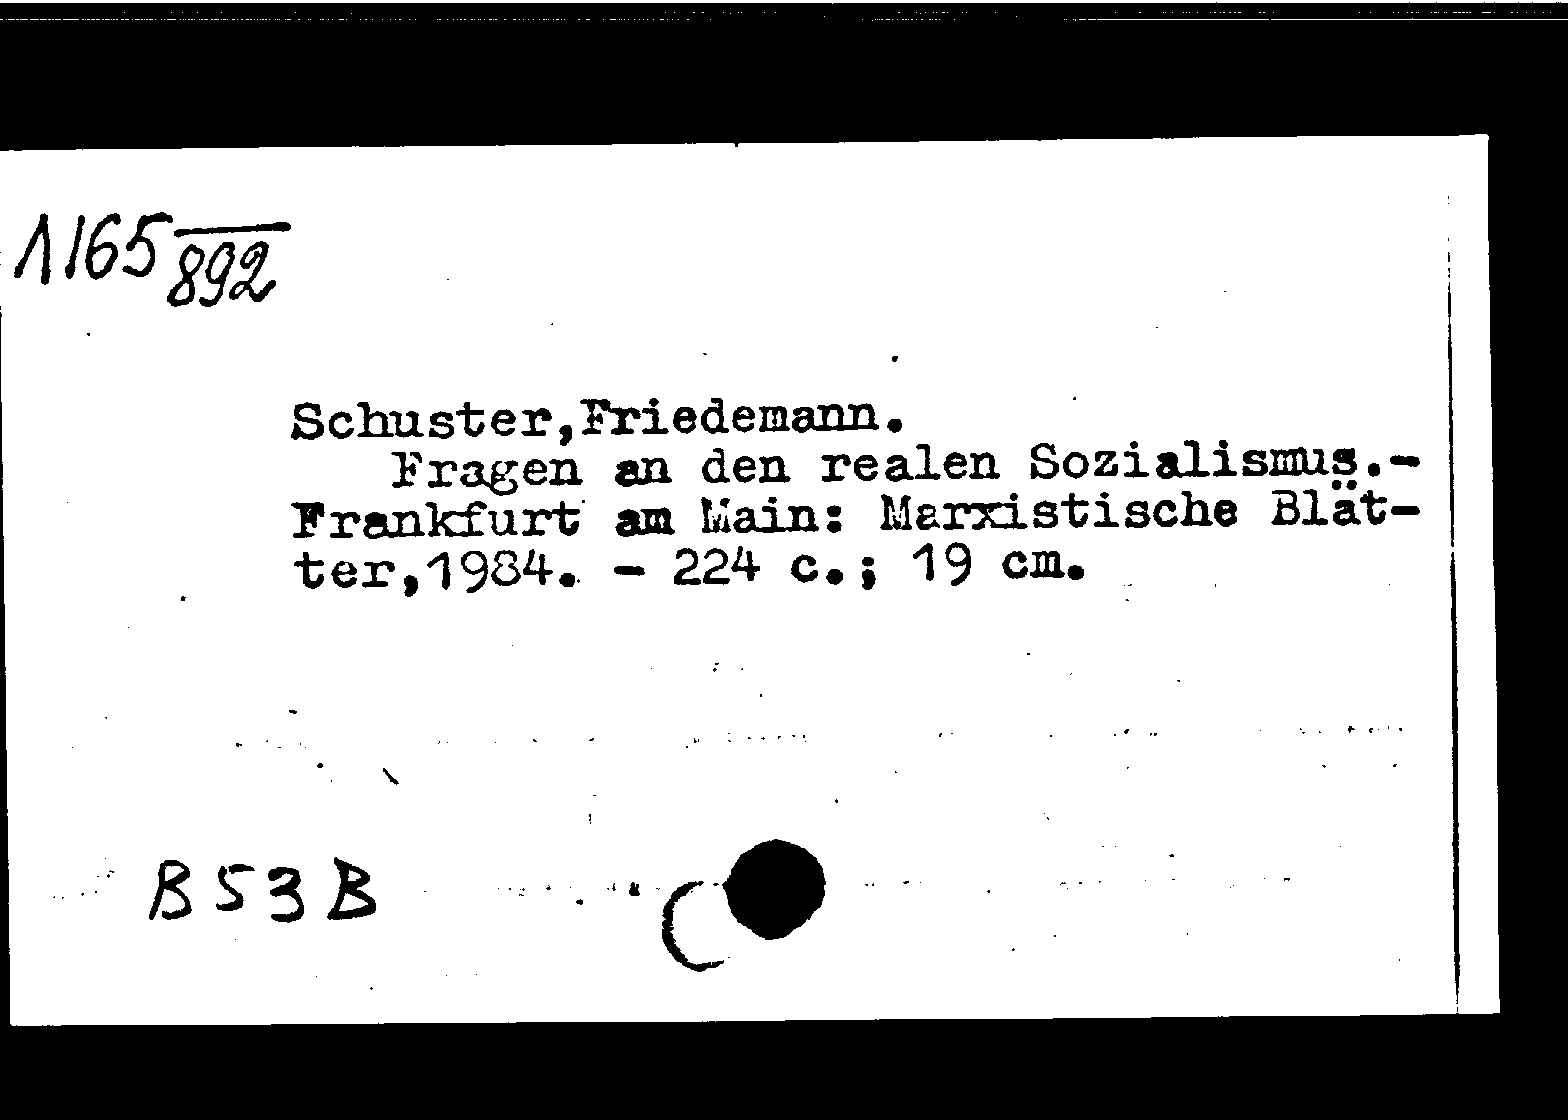 1165
892
Schuster,Friedemann.
Fragen an den realen Sozialismus.-
Frankfurt am Main: Marxistische Blät-
ter,1984. - 224 c.; 19 cm.
B53B